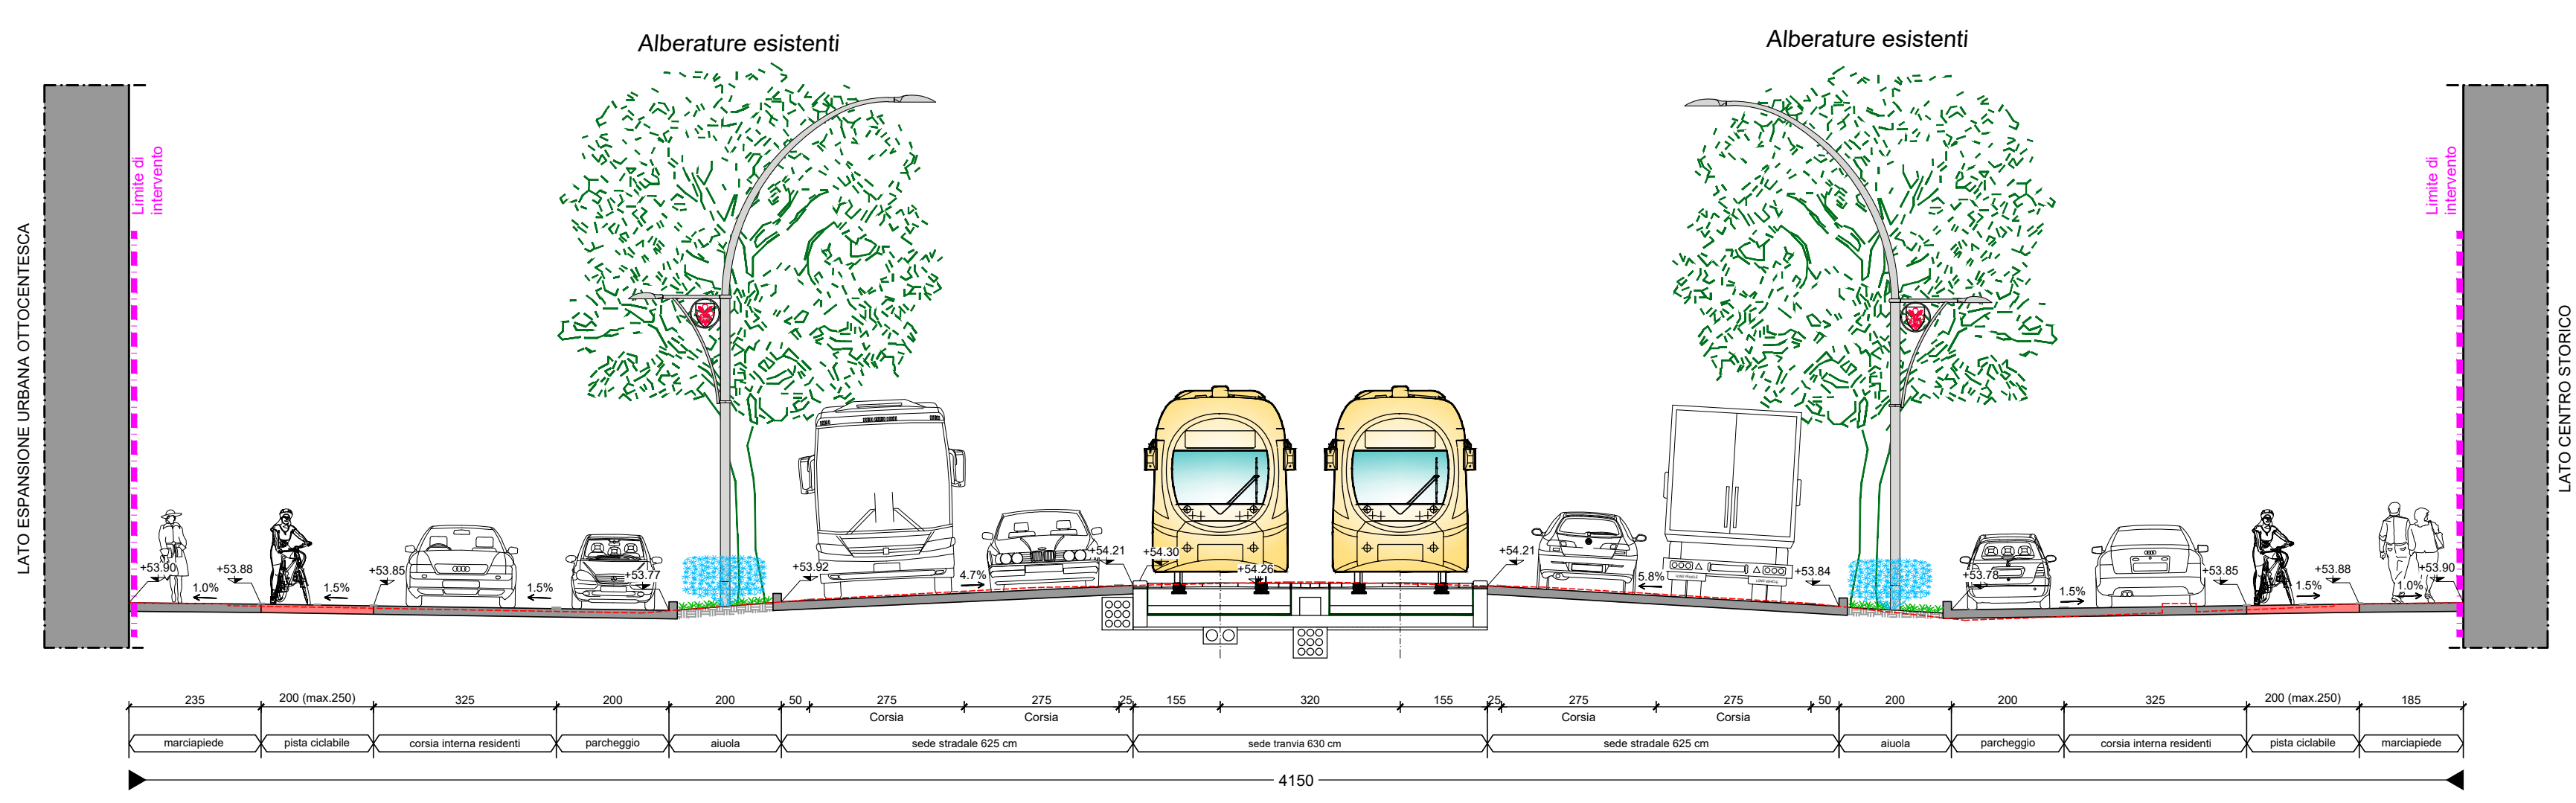 Alberature esistenti
Alberature esistenti
LATO ESPANSIONE URBANA OTTOCENTESCA
Limite di
intervento
Limite di
intervento
LATO CENTRO STORICO
+53.90
1.0%
+53.88
1.5%
+53.85
1.5%
+53.77
+53.92
4.7%
+54.21
+54.30
+54.26
+54.21
5.8%
+53.84
+53.78
1.5%
+53.85
1.5%
+53.88
1.0%
+53.90
235
200 (max.250)
325
200
200
50
275
275
25
155
320
155
25
275
275
50
200
200
325
200 (max.250)
185
Corsia
Corsia
Corsia
Corsia
marciapiede
pista ciclabile
corsia interna residenti
parcheggio
aiuola
sede stradale 625 cm
sede tranvia 630 cm
sede stradale 625 cm
aiuola
parcheggio
corsia interna residenti
pista ciclabile
marciapiede
4150